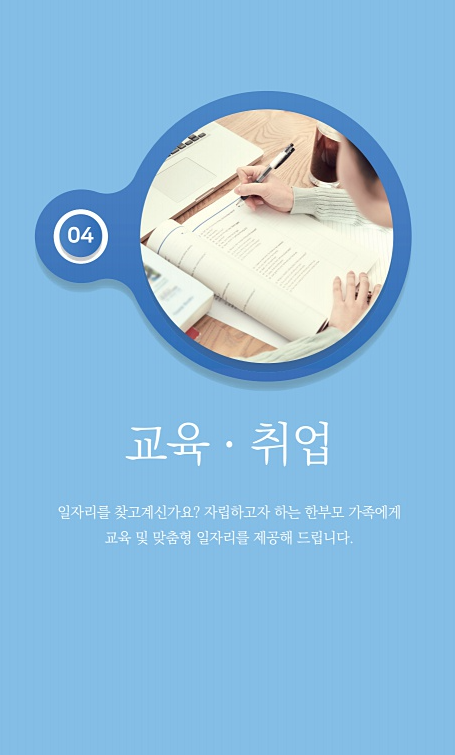 04
교육 · 취업
일자리를 찾고계신가요? 자립하고자 하는 한부모 가족에게
교육 및 맞춤형 일자리를 제공해 드립니다.